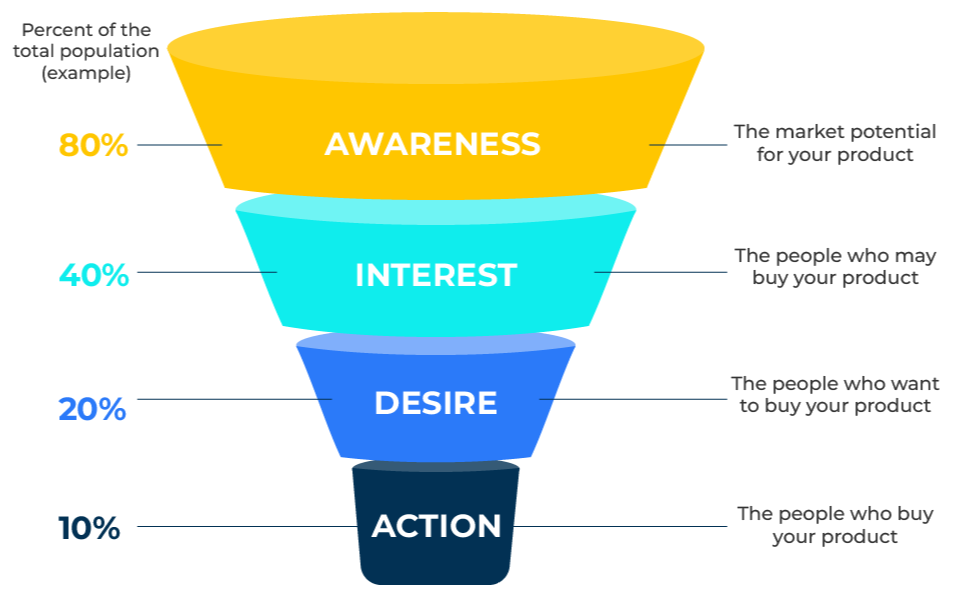 Percent of the
total population
(example)
80%
AWARENESS
The market potential
for your product
40%
INTEREST
The people who may
buy your product
20%
DESIRE
The people who want
to buy your product
10%
ACTION
The people who buy
your product